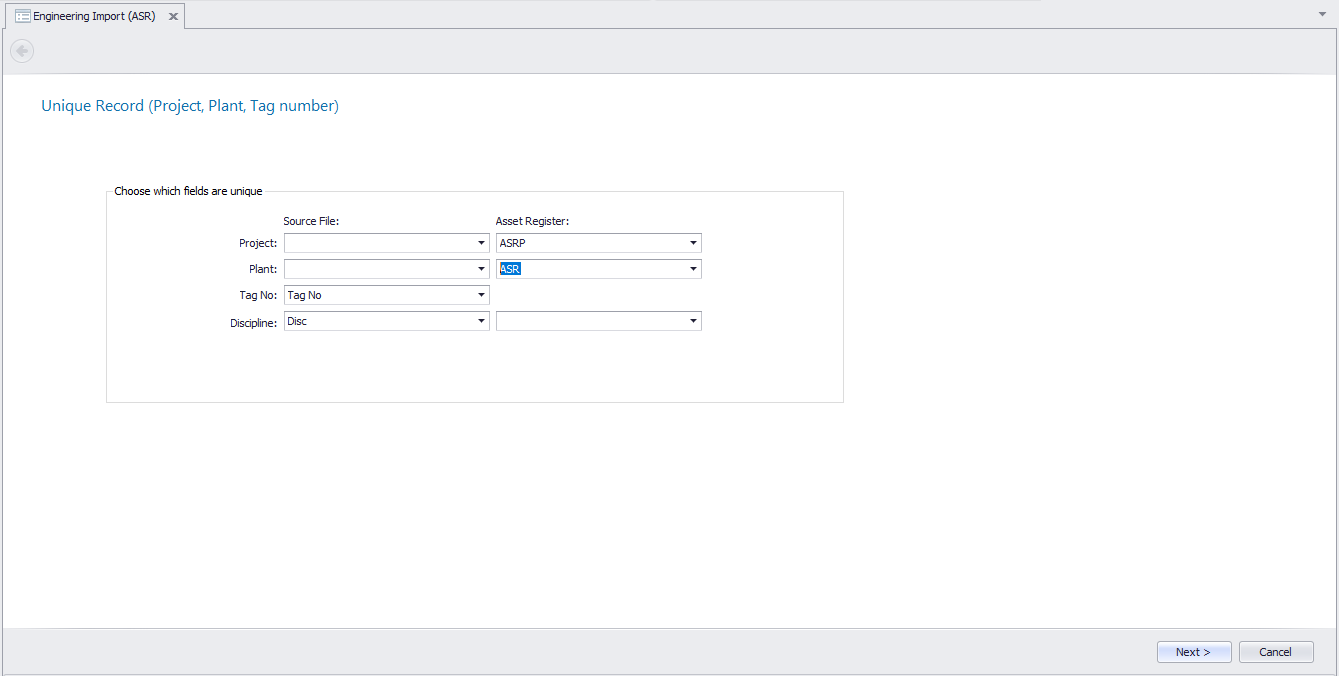 Engineering Import (ASR)
Unique Record (Project, Plant, Tag number)
Choose which fields are unique
Source File: Asset Register:
Project: ASRP
Plant: ASR
Tag No: Tag No
Discipline: Disc
Next > Cancel